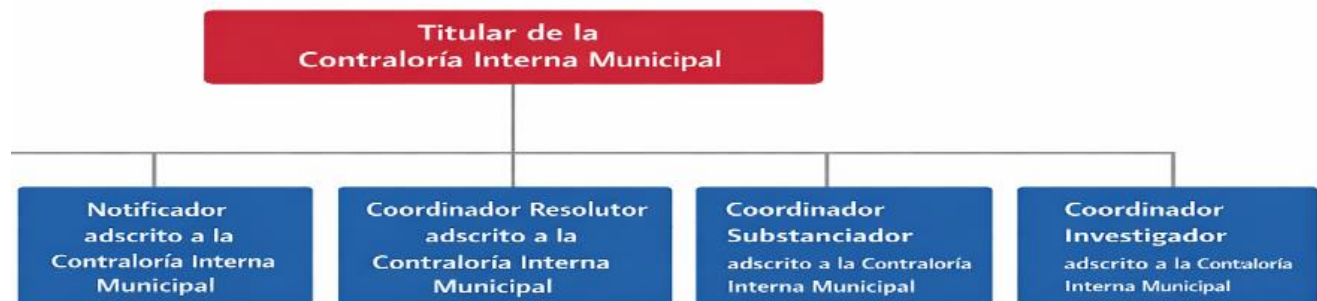 Titular de la
Contraloría Interna Municipal
Notificador
adscrito a la
Contraloría Interna
Municipal
Coordinador Resolutor
adscrito a la
Contraloría Interna
Municipal
Coordinador
Substanciador
adscrito a la Contraloría
Interna Municipal
Coordinador
Investigador
adscrito a la Contaloría
Interna Municipal